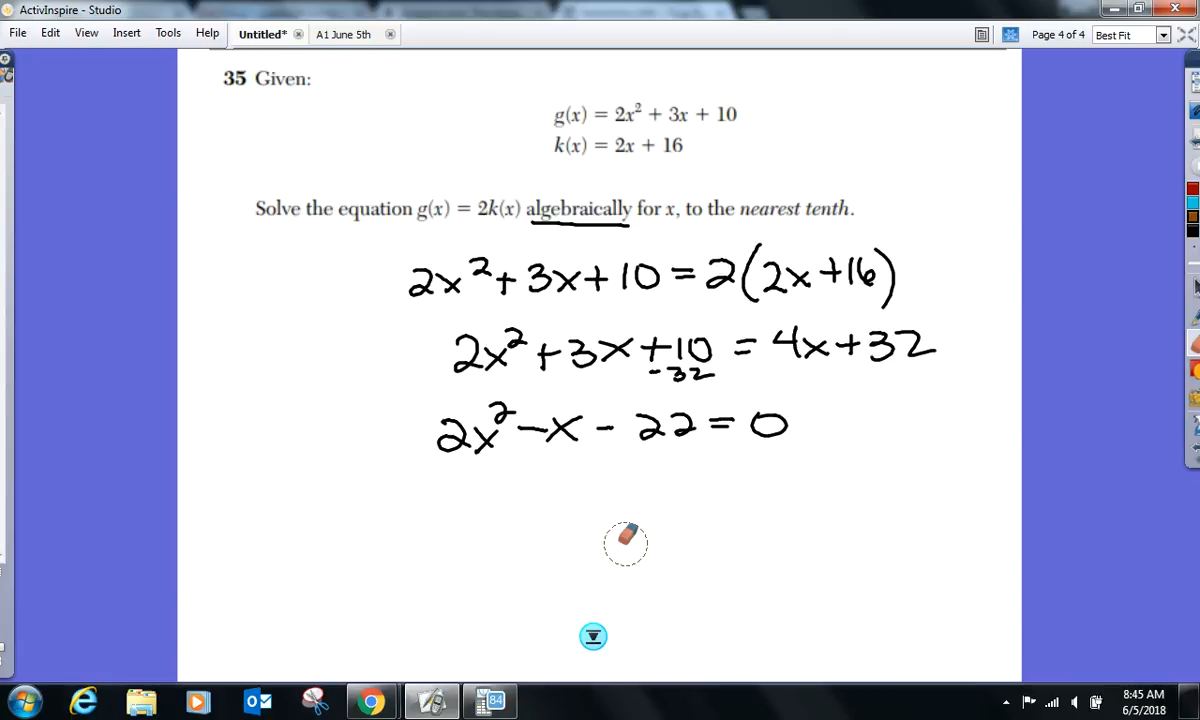 ActivInspire - Studio
File Edit View Insert Tools Help Untitled* A1 June 5th Page 4 of 4 Best Fit
35 Given:
g(x) = 2x² + 3x + 10
k(x) = 2x + 16
Solve the equation g(x) = 2k(x) algebraically for x, to the nearest tenth.
2x² + 3x + 10 = 2(2x + 16)
2x² + 3x + 10 = 4x + 32
- 32
2x² - x - 22 = 0
84
8:45 AM
6/5/2018